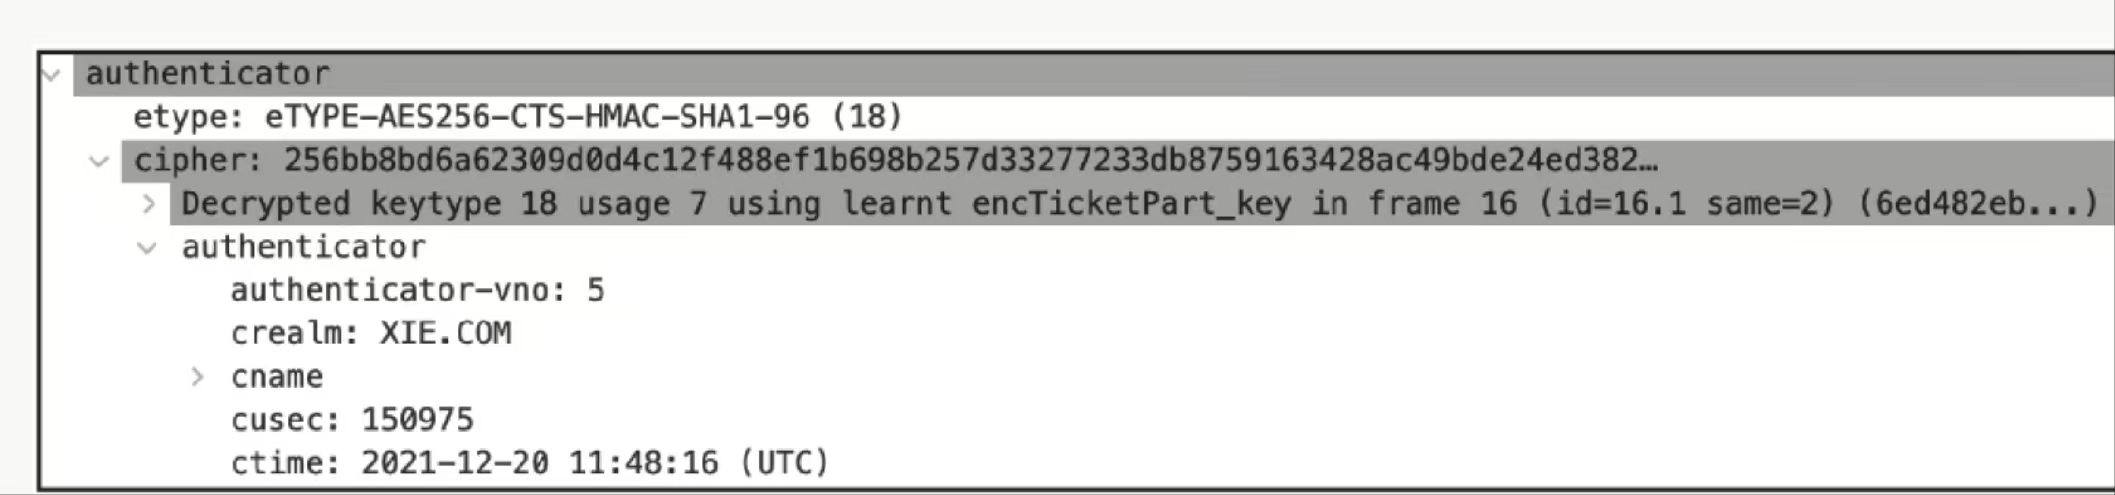 authenticator
etype: eTYPE-AES256-CTS-HMAC-SHA1-96 (18)
cipher: 256bb8bd6a62309d0d4c12f488ef1b698b257d33277233db8759163428ac49bde24ed382…
Decrypted keytype 18 usage 7 using learnt encTicketPart_key in frame 16 (id=16.1 same=2) (6ed482eb...)
authenticator
authenticator-vno: 5
crealm: XIE.COM
cname
cusec: 150975
ctime: 2021-12-20 11:48:16 (UTC)